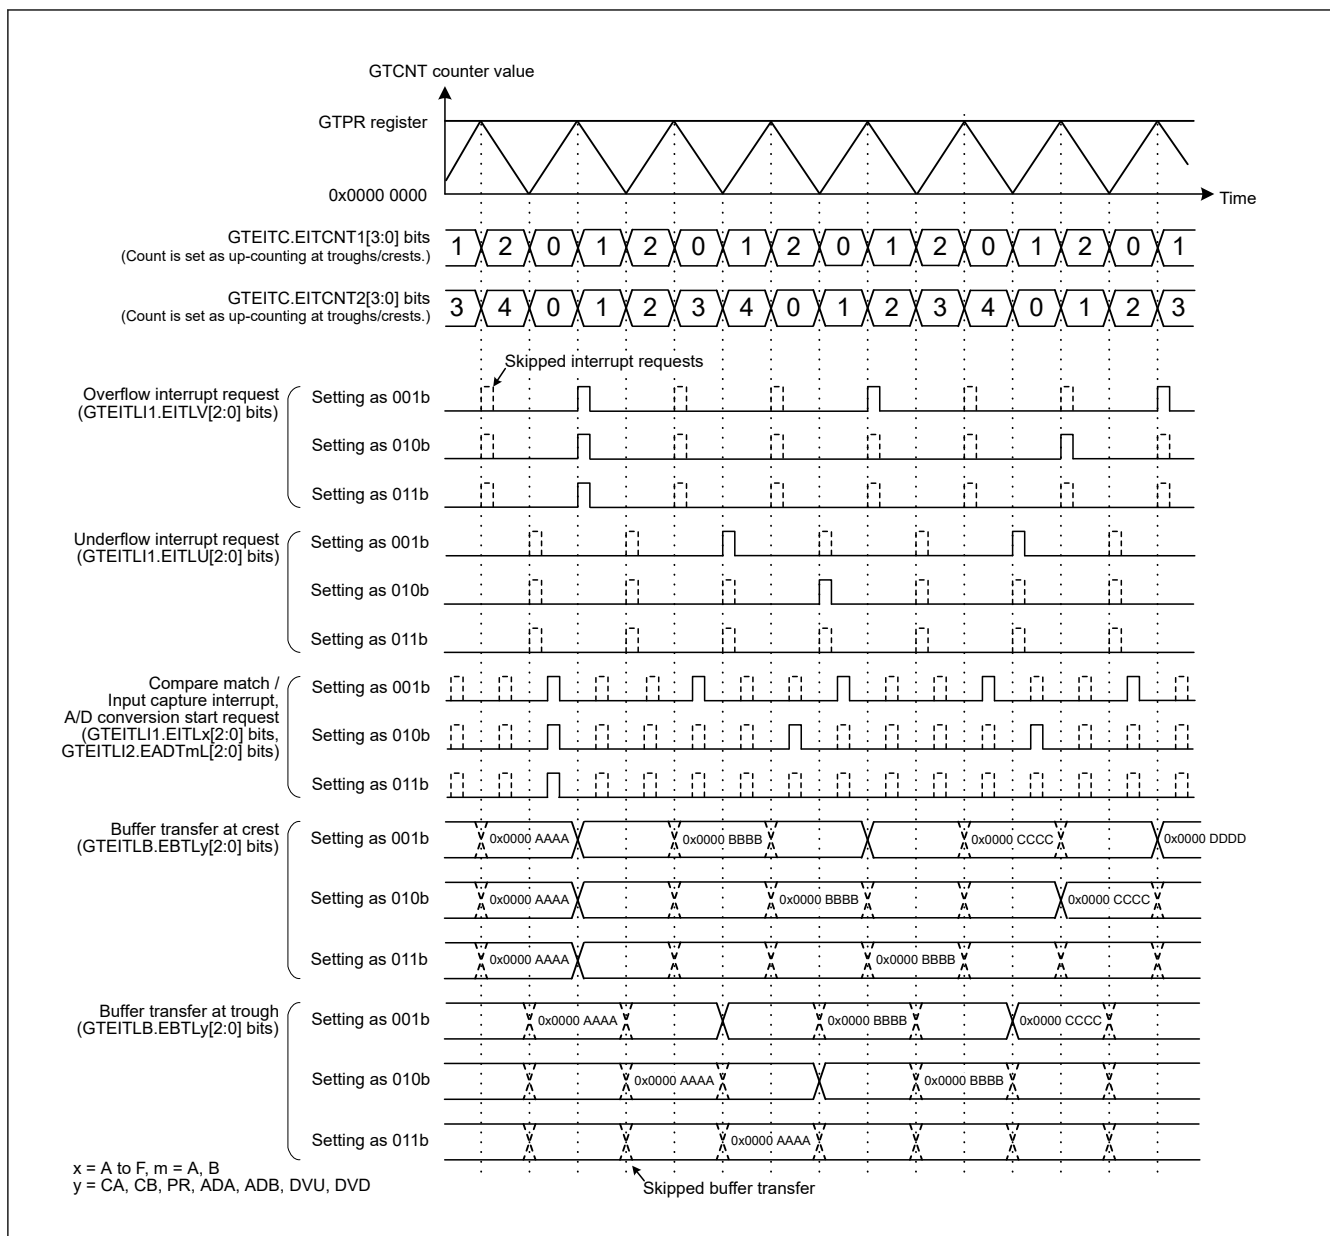 GTCNT counter value
GTPR register
0x0000 0000
Time
GTEITC.EITCNT1[3:0] bits
(Count is set as up-counting at troughs/crests.)
1 2 0 1 2 0 1 2 0 1 2 0 1 2 0 1
GTEITC.EITCNT2[3:0] bits
(Count is set as up-counting at troughs/crests.)
3 4 0 1 2 3 4 0 1 2 3 4 0 1 2 3
Skipped interrupt requests
Overflow interrupt request
(GTEITLI1.EITLV[2:0] bits)
Setting as 001b
Setting as 010b
Setting as 011b
Underflow interrupt request
(GTEITLI1.EITLU[2:0] bits)
Setting as 001b
Setting as 010b
Setting as 011b
Compare match /
Input capture interrupt,
A/D conversion start request
(GTEITLI1.EITLx[2:0] bits,
GTEITLI2.EADTmL[2:0] bits)
Setting as 001b
Setting as 010b
Setting as 011b
Buffer transfer at crest
(GTEITLB.EBTLy[2:0] bits)
Setting as 001b 0x0000 AAAA 0x0000 BBBB 0x0000 CCCC 0x0000 DDDD
Setting as 010b 0x0000 AAAA 0x0000 BBBB 0x0000 CCCC
Setting as 011b 0x0000 AAAA 0x0000 BBBB
Buffer transfer at trough
(GTEITLB.EBTLy[2:0] bits)
Setting as 001b 0x0000 AAAA 0x0000 BBBB 0x0000 CCCC
Setting as 010b 0x0000 AAAA 0x0000 BBBB
Setting as 011b 0x0000 AAAA
x = A to F, m = A, B
y = CA, CB, PR, ADA, ADB, DVU, DVD
Skipped buffer transfer